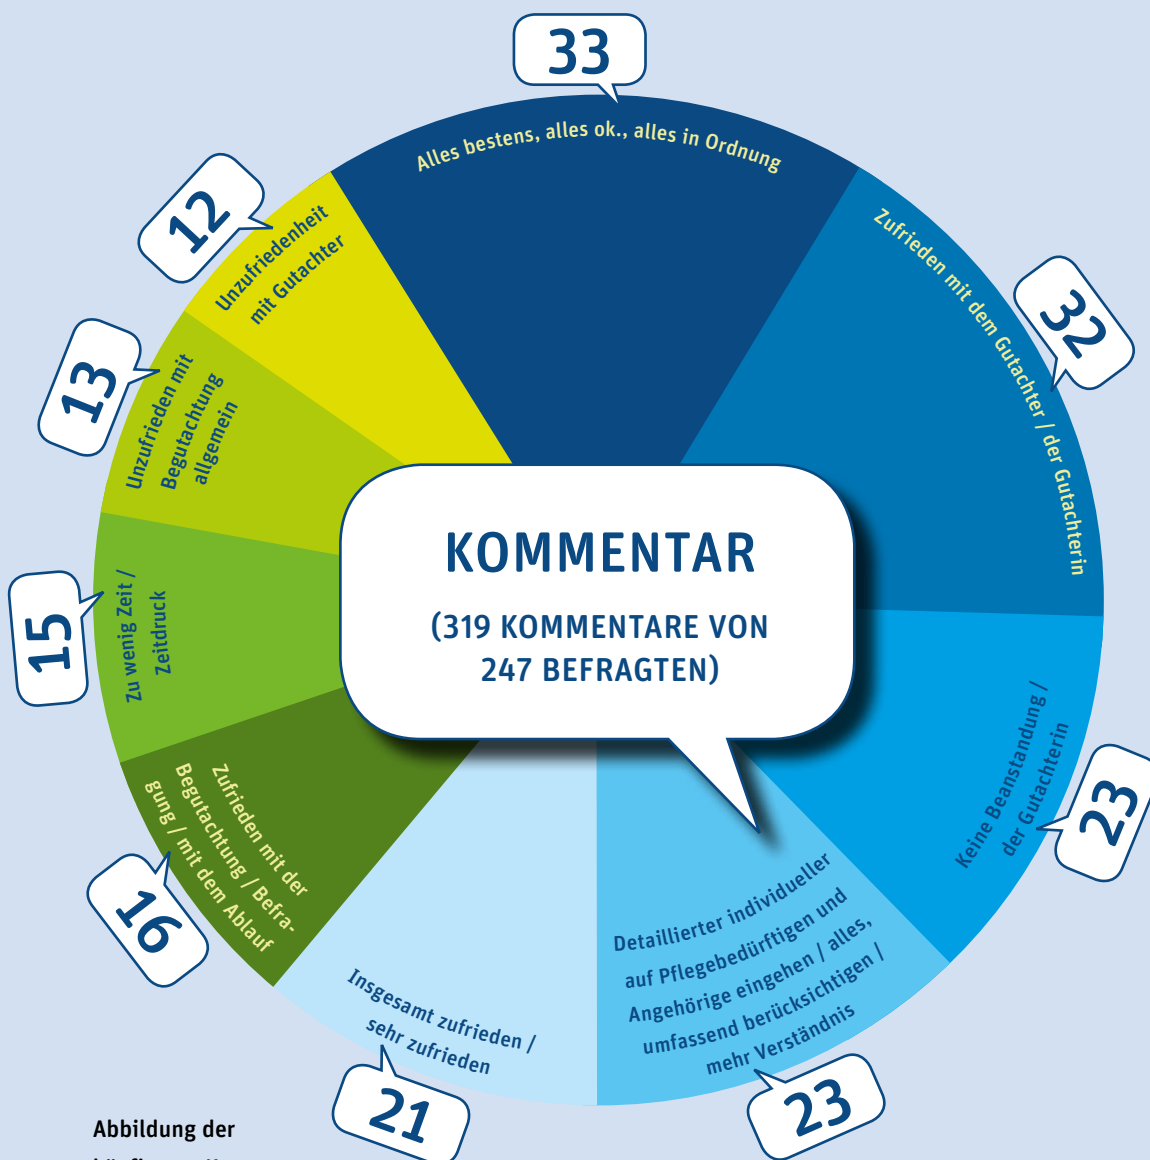 33
Alles bestens, alles ok., alles in Ordnung
32
Zufrieden mit dem Gutachter / der Gutachterin
23
Keine Beanstandung /
der Gutachterin
23
Detaillierter individueller
auf Pflegebedürftigen und
Angehörige eingehen / alles,
umfassend berücksichtigen /
mehr Verständnis
21
Insgesamt zufrieden /
sehr zufrieden
16
Zufrieden mit der
Begutachtung / Befra-
gung / mit dem Ablauf
15
Zu wenig Zeit /
Zeitdruck
13
Unzufrieden mit
Begutachtung
allgemein
12
Unzufriedenheit
mit Gutachter
KOMMENTAR
(319 KOMMENTARE VON
247 BEFRAGTEN)
Abbildung der